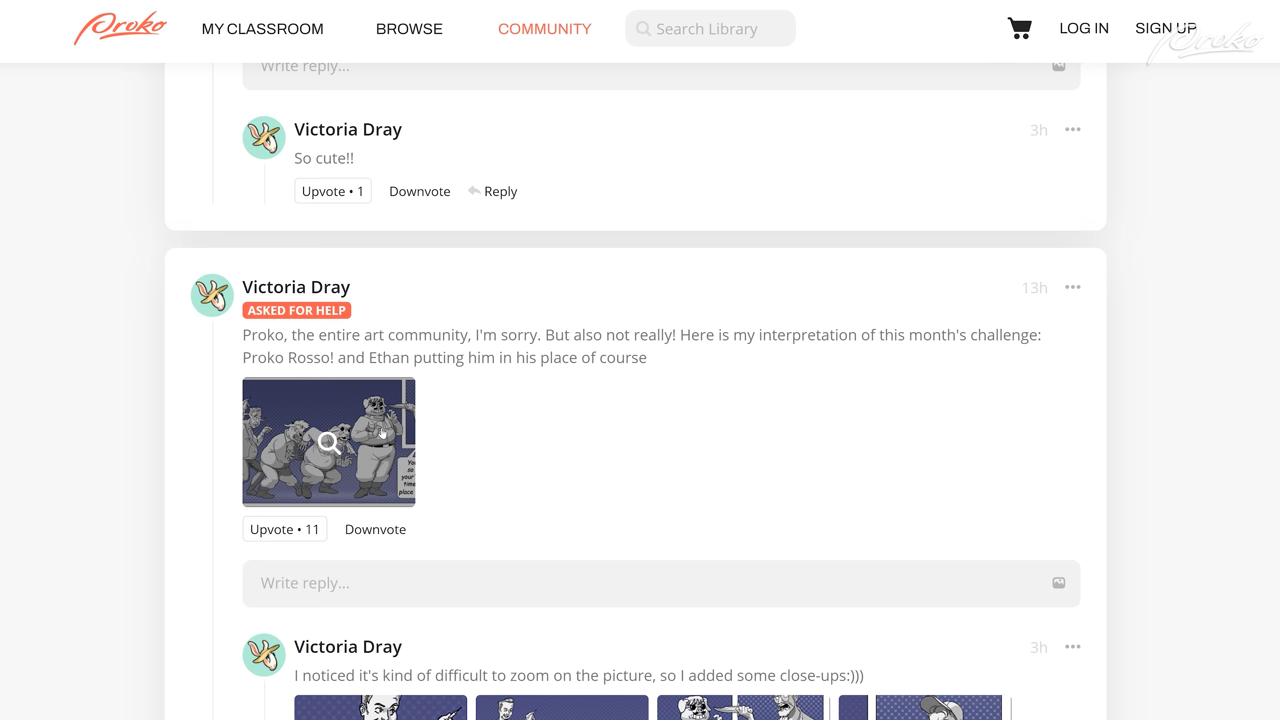 Proko MY CLASSROOM BROWSE COMMUNITY Search Library LOG IN SIGN UP
Proko
Write reply...
Victoria Dray 3h
So cute!!
Upvote • 1 Downvote Reply
Victoria Dray 13h
ASKED FOR HELP
Proko, the entire art community, I'm sorry. But also not really! Here is my interpretation of this month's challenge:
Proko Rosso! and Ethan putting him in his place of course
Upvote • 11 Downvote
Write reply...
Victoria Dray 3h
I noticed it's kind of difficult to zoom on the picture, so I added some close-ups:)))